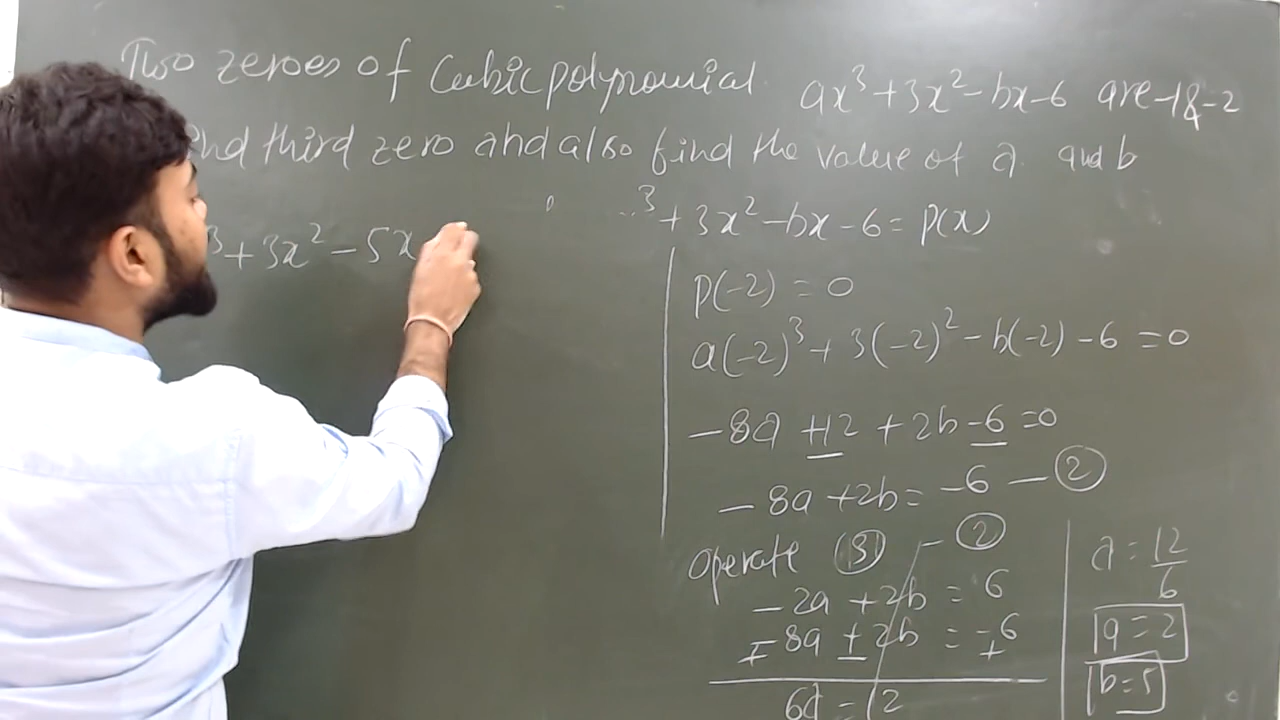 Two zeroes of Cubic polynomial ax³+3x²-bx-6 are -1&-2
ind third zero and also find the value of a and b
³+3x²-5x
³+3x²-bx-6=P(x)
P(-2)=0
a(-2)³+3(-2)²-b(-2)-6=0
-8a+12+2b-6=0
-8a+2b=-6-②
operate ③-②
-2a+2b=6
∓8a±2b=-6
+
6a=12
a=12/6
a=2
b=5